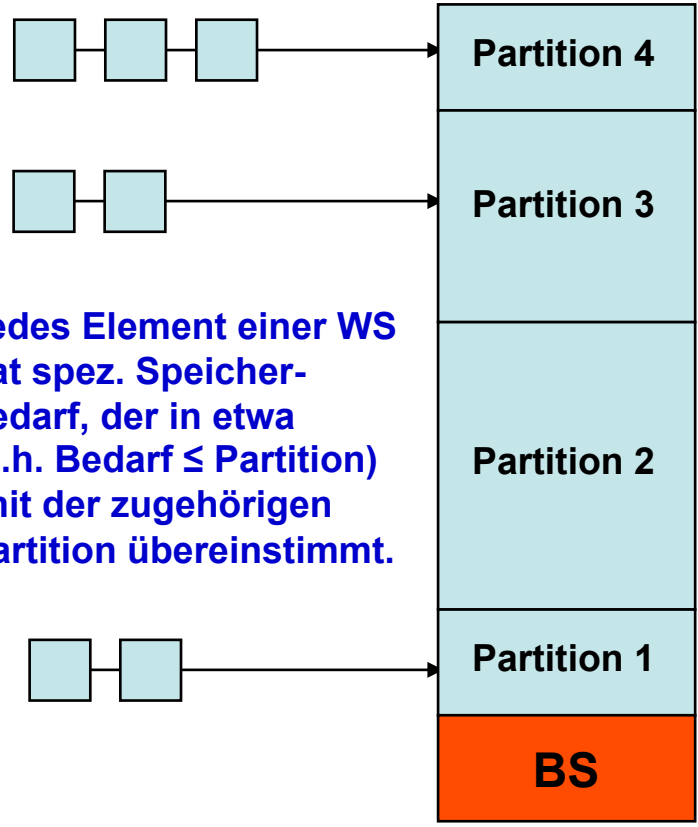 Partition 4
Partition 3
edes Element einer WS
at spez. Speicher-
edarf, der in etwa
.h. Bedarf ≤ Partition)
nit der zugehörigen
artition übereinstimmt.
Partition 2
Partition 1
BS